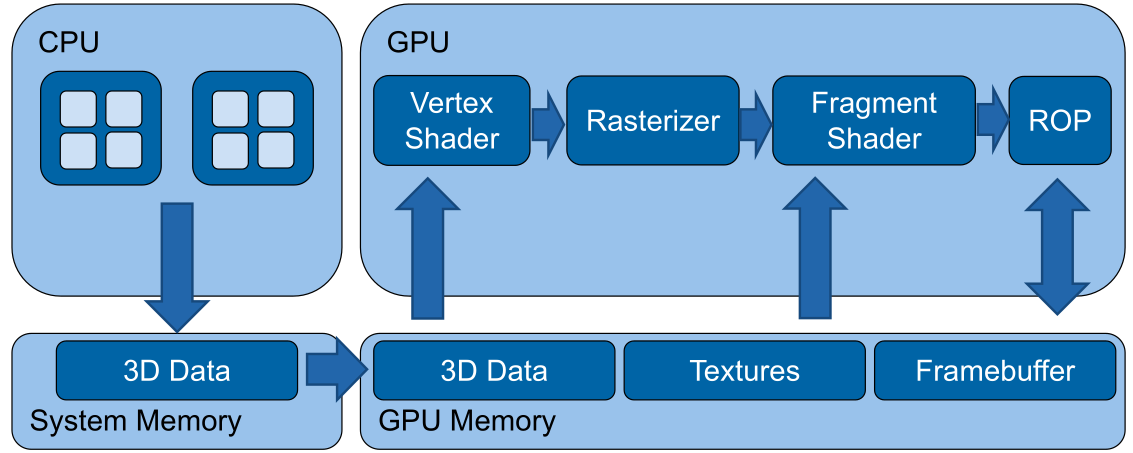 CPU
GPU
Vertex
Shader
Rasterizer
Fragment
Shader
ROP
3D Data
System Memory
3D Data
Textures
Framebuffer
GPU Memory